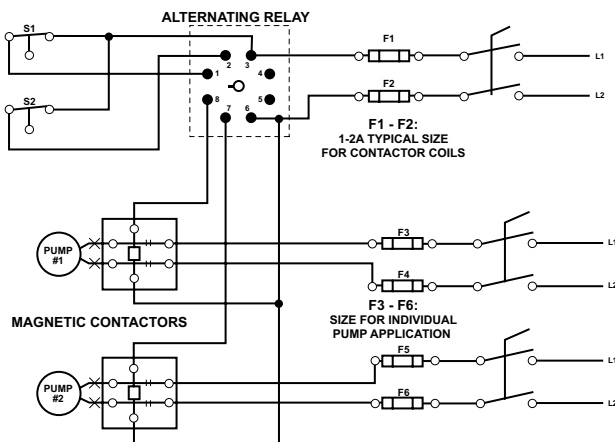 ALTERNATING RELAY
S1
F1
L1
2
3
1
4
F2
L2
8
5
7
6
S2
F1 - F2:
1-2A TYPICAL SIZE
FOR CONTACTOR COILS
F3
L1
PUMP
#1
F4
L2
F3 - F6:
SIZE FOR INDIVIDUAL
PUMP APPLICATION
MAGNETIC CONTACTORS
F5
L1
PUMP
#2
F6
L2